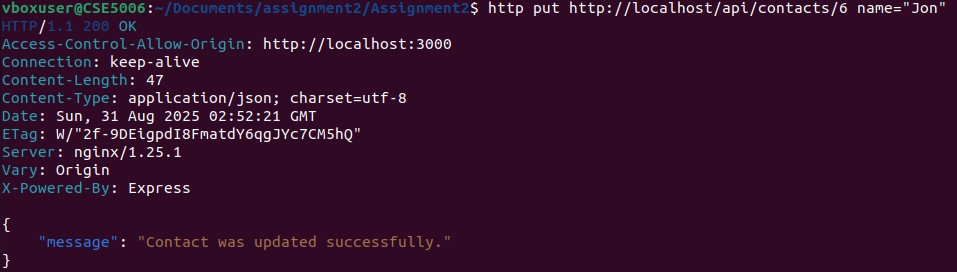 vboxuser@CSE5006:~/Documents/assignment2/Assignment2$ http put http://localhost/api/contacts/6 name="Jon"
HTTP/1.1 200 OK
Access-Control-Allow-Origin: http://localhost:3000
Connection: keep-alive
Content-Length: 47
Content-Type: application/json; charset=utf-8
Date: Sun, 31 Aug 2025 02:52:21 GMT
ETag: W/"2f-9DEigpdI8FmatdY6qgJYc7CM5hQ"
Server: nginx/1.25.1
Vary: Origin
X-Powered-By: Express

{
    "message": "Contact was updated successfully."
}